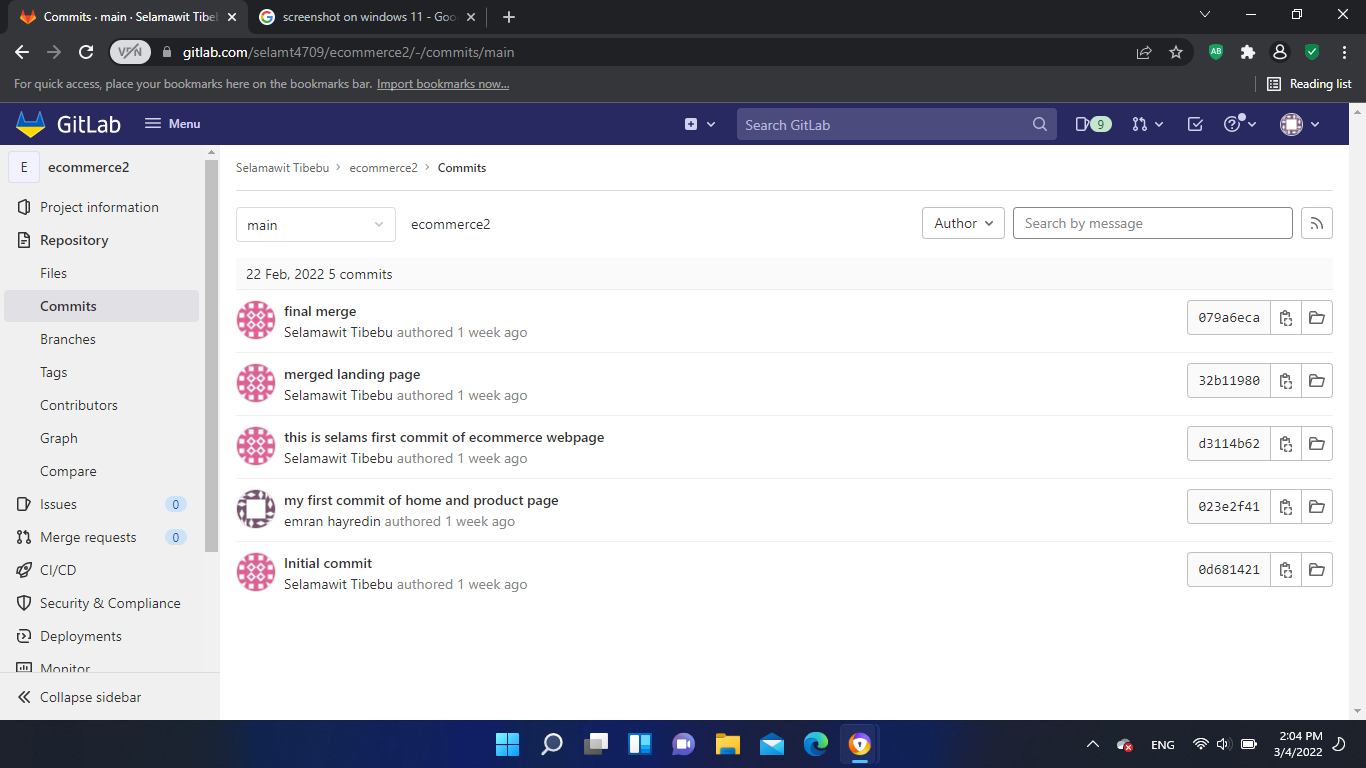 Commits · main · Selamawit Tibe
screenshot on windows 11 - Goo
VPN
gitlab.com/selamt4709/ecommerce2/-/commits/main
AB
For quick access, place your bookmarks here on the bookmarks bar. Import bookmarks now...
Reading list
GitLab
Menu
Search GitLab
9
E
ecommerce2
Project information
Repository
Files
Commits
Branches
Tags
Contributors
Graph
Compare
Issues
0
Merge requests
0
CI/CD
Security & Compliance
Deployments
Monitor
Collapse sidebar
Selamawit Tibebu > ecommerce2 > Commits
main
ecommerce2
Author
Search by message
22 Feb, 2022 5 commits
final merge
Selamawit Tibebu authored 1 week ago
079a6eca
merged landing page
Selamawit Tibebu authored 1 week ago
32b11980
this is selams first commit of ecommerce webpage
Selamawit Tibebu authored 1 week ago
d3114b62
my first commit of home and product page
emran hayredin authored 1 week ago
023e2f41
Initial commit
Selamawit Tibebu authored 1 week ago
0d681421
ENG
2:04 PM
3/4/2022